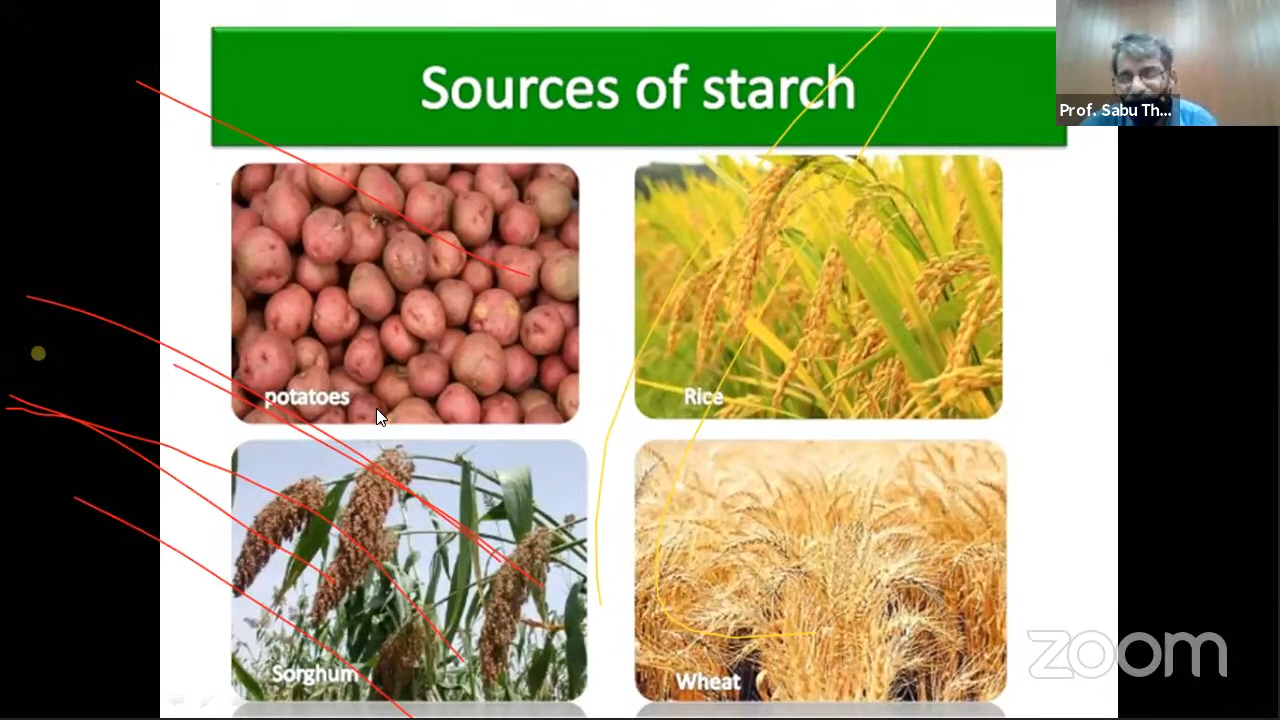 Sources of starch
Prof. Sabu Th...
potatoes
Rice
Sorghum
Wheat
zoom